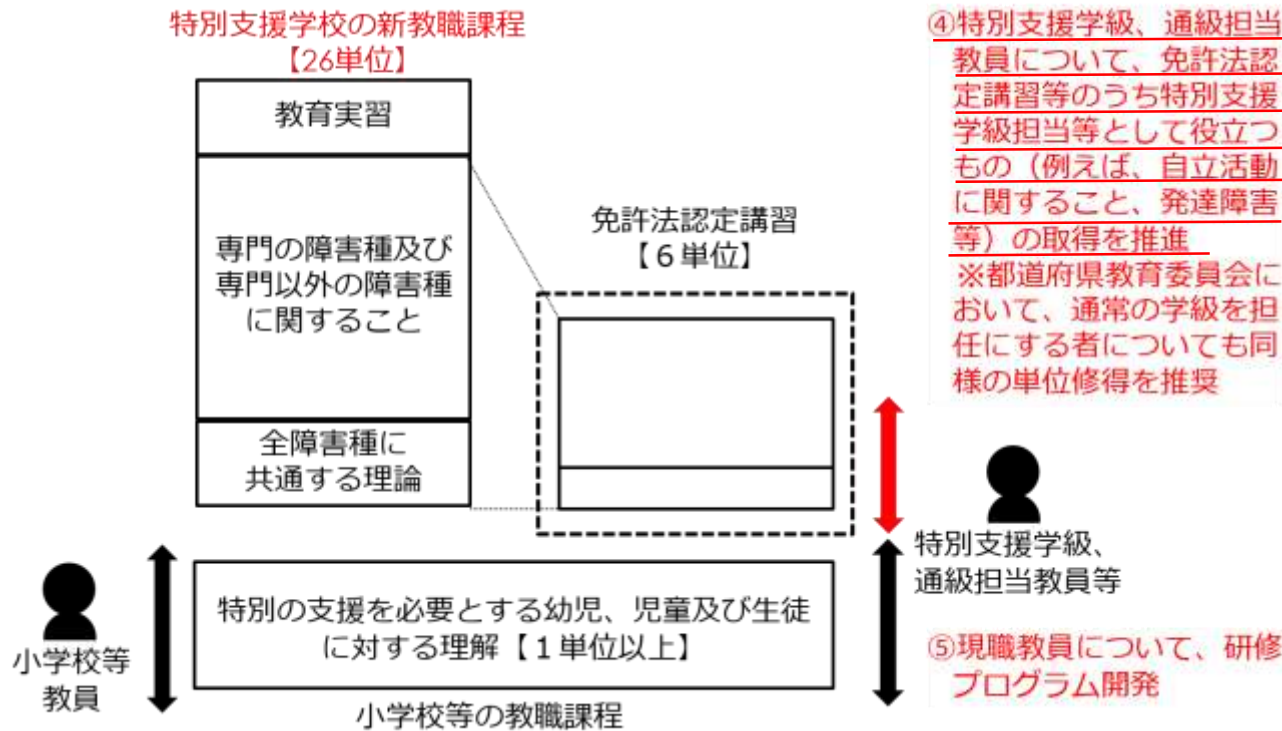 特別支援学校の新教職課程
【26単位】
教育実習
専門の障害種及び
専門以外の障害種
に関すること
全障害種に
共通する理論
免許法認定講習
【６単位】
④特別支援学級、通級担当
教員について、免許法認
定講習等のうち特別支援
学級担当等として役立つ
もの（例えば、自立活動
に関すること、発達障害
等）の取得を推進
※都道府県教育委員会に
おいて、通常の学級を担
任にする者についても同
様の単位修得を推奨
特別支援学級、
通級担当教員等
小学校等
教員
特別の支援を必要とする幼児、児童及び生徒
に対する理解【１単位以上】
小学校等の教職課程
⑤現職教員について、研修
プログラム開発